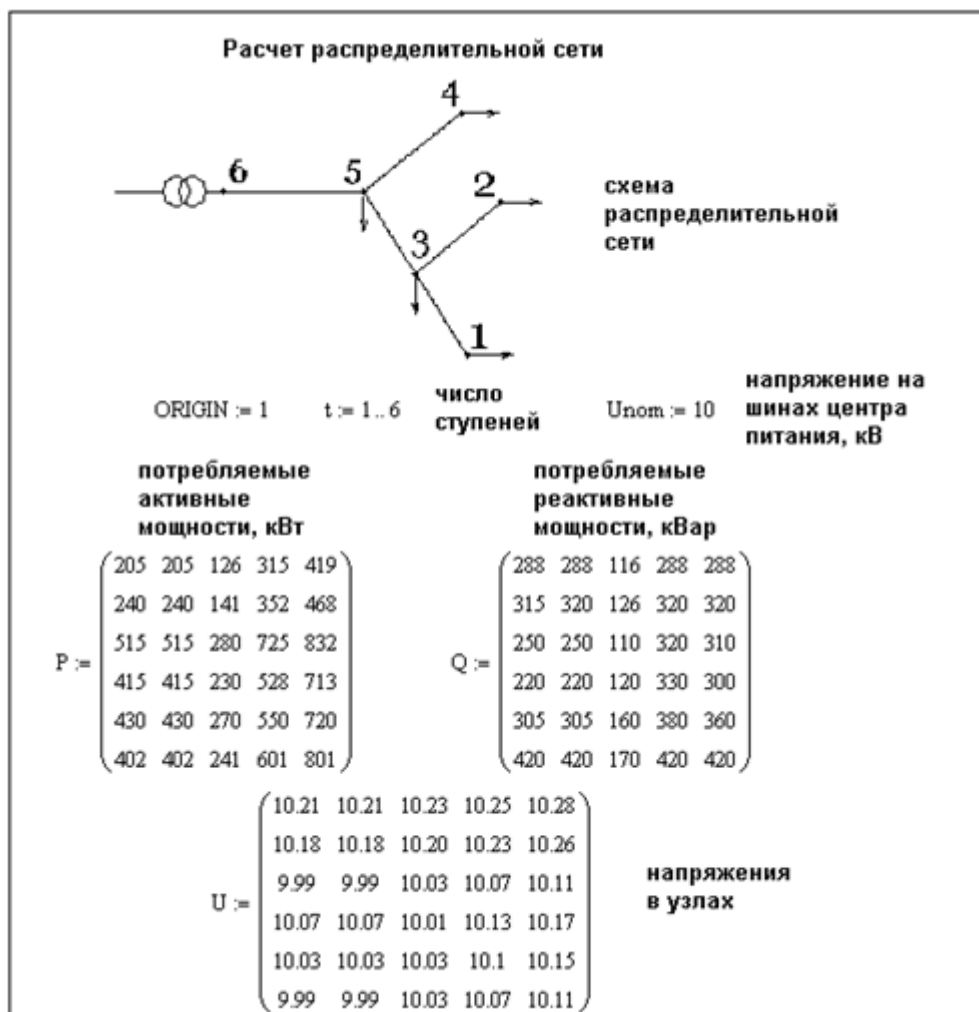 Расчет распределительной сети
4
6
5
2
схема
распределительной
сети
3
1
ORIGIN := 1
t := 1 .. 6
число
ступеней
Unom := 10
напряжение на
шинах центра
питания, кВ
потребляемые
активные
мощности, кВт
потребляемые
реактивные
мощности, кВар
P :=
205 205 126 315 419
240 240 141 352 468
515 515 280 725 832
415 415 230 528 713
430 430 270 550 720
402 402 241 601 801
Q :=
288 288 116 288 288
315 320 126 320 320
250 250 110 320 310
220 220 120 330 300
305 305 160 380 360
420 420 170 420 420
U :=
10.21 10.21 10.23 10.25 10.28
10.18 10.18 10.20 10.23 10.26
9.99 9.99 10.03 10.07 10.11
10.07 10.07 10.01 10.13 10.17
10.03 10.03 10.03 10.1 10.15
9.99 9.99 10.03 10.07 10.11
напряжения
в узлах